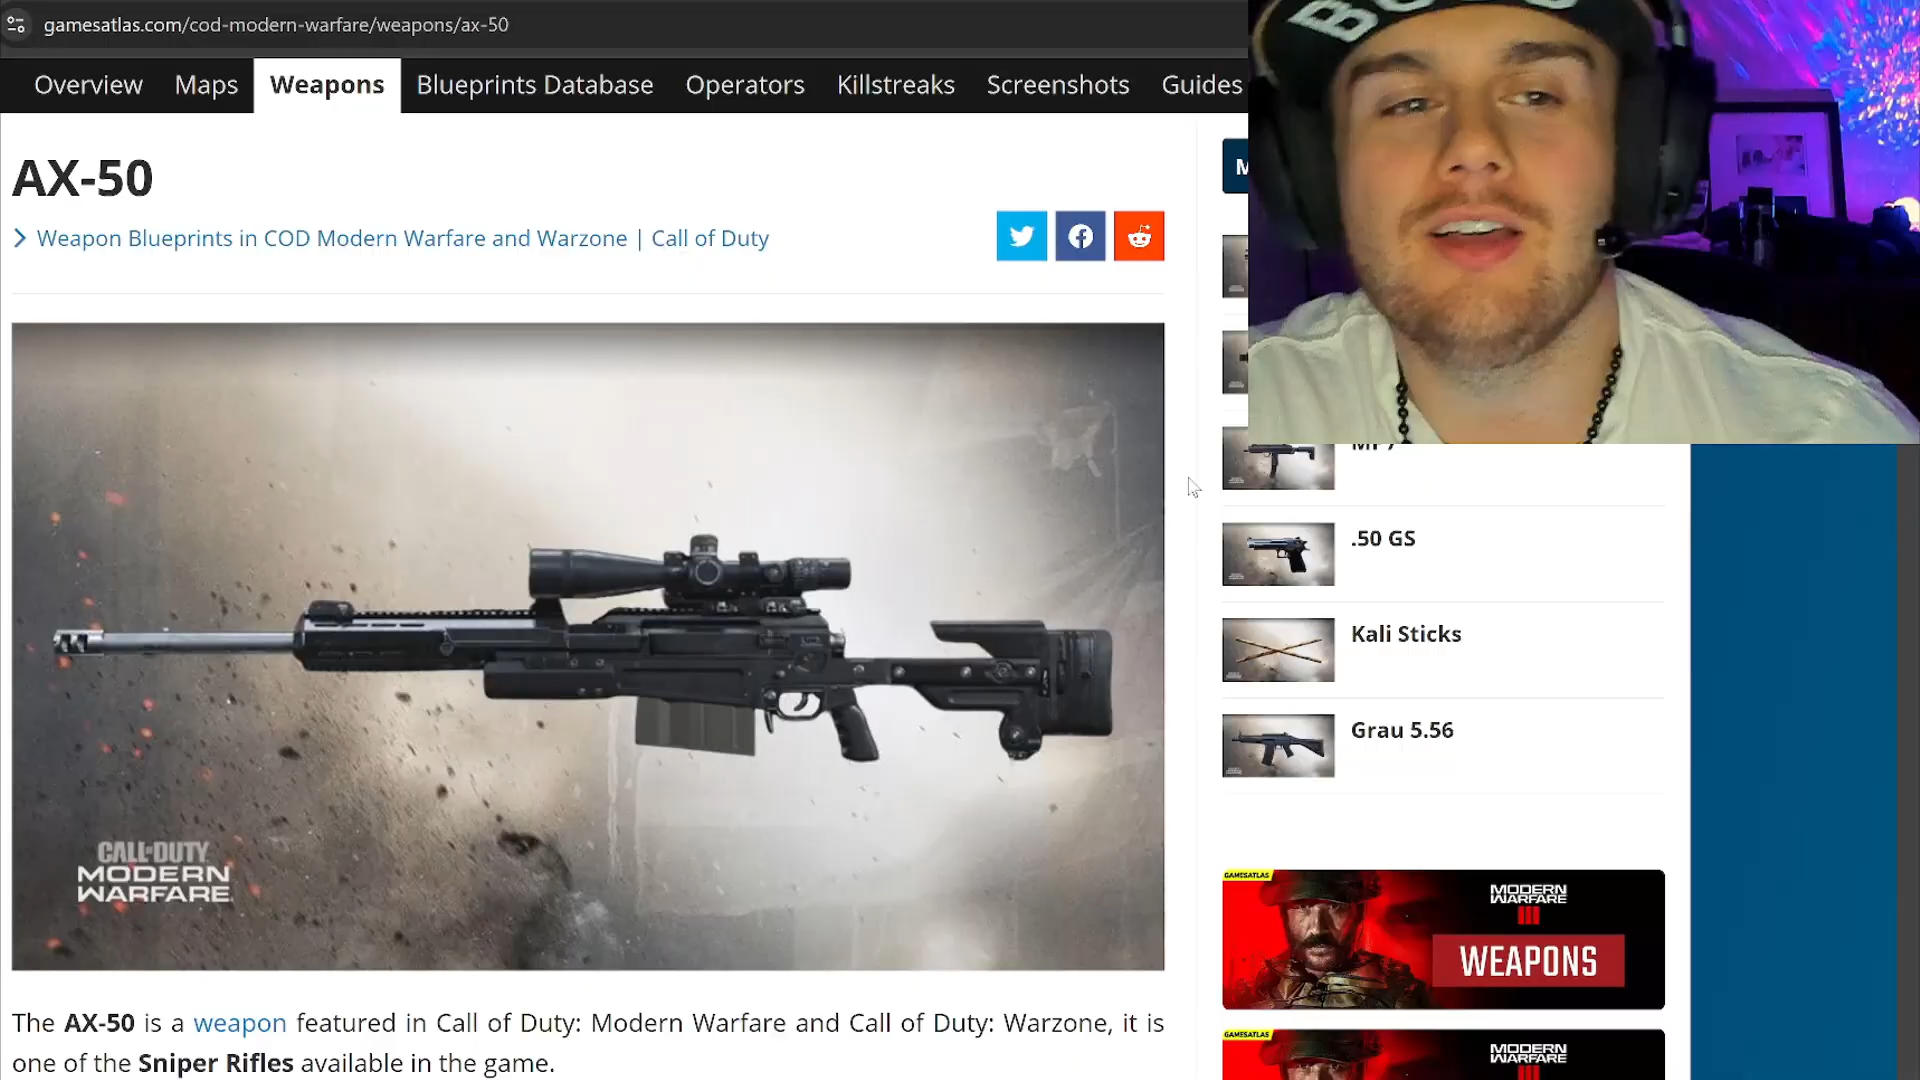 gamesatlas.com/cod-modern-warfare/weapons/ax-50
Overview Maps Weapons Blueprints Database Operators Killstreaks Screenshots Guides
AX-50
Weapon Blueprints in COD Modern Warfare and Warzone | Call of Duty
CALL OF DUTY
MODERN
WARFARE
The AX-50 is a weapon featured in Call of Duty: Modern Warfare and Call of Duty: Warzone, it is
one of the Sniper Rifles available in the game.
M
MP7
.50 GS
Kali Sticks
Grau 5.56
GAMESATLAS
MODERN
WARFARE
III
WEAPONS
GAMESATLAS
MODERN
WARFARE